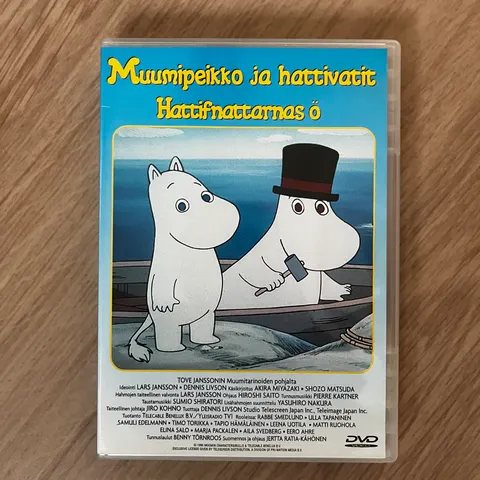 Muumipeikko ja hattivatit
Hattifnattarnas ö
TOVE JANSSONIN Muumitarinoiden pohjalta
Ideointi LARS JANSSON • DENNIS LIVSON Käsikirjoitus AKIRA MIYAZAKI • SHOZO MATSUDA
Hahmojen taiteellinen valvonta LARS JANSSON Ohjaus HIROSHI SAITO Tunnusmusiikki PIERRE KARTNER
Taustamusiikki SUMIO SHIRATORI Lisähahmojen suunnittelu YASUHIRO NAKURA
Taiteellinen johtaja JIRO KOHNO Tuottaja DENNIS LIVSON Studio Telescreen Japan Inc., Teleimage Japan Inc.
Tuotanto TELECABLE BENELUX B.V. Rooleissa: RABBE SMEDLUND • ULLA TAPANINEN
SAMULI EDELMANN • TIMO TORIKKA • TAPIO HÄMÄLÄINEN • LEENA UOTILA • MATTI RUOHOLA
ELINA SALO • MARJA PACKALEN • AILA SVEDBERG • EERO AHRE
Tunnuslaulut BENNY TÖRNROOS Suomennos ja ohjaus JERTTA RATIA-KÄHÖNEN
DVD
VIDEO